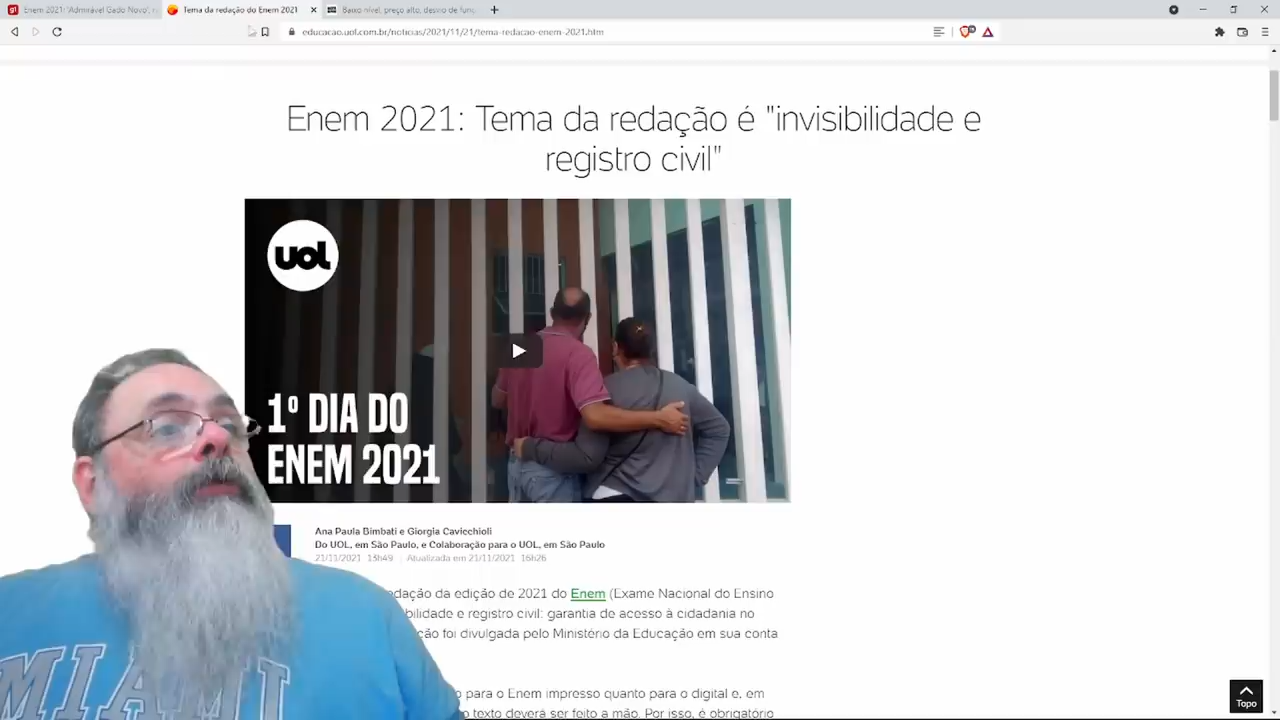 Enem 2021: 'Admirável Gado Novo', r
Tema da redação do Enem 2021
Baixo nível, preço alto, desvio de func
educacao.uol.com.br/noticias/2021/11/21/tema-redacao-enem-2021.htm
Enem 2021: Tema da redação é "invisibilidade e
registro civil"
uol
1º DIA DO
ENEM 2021
Ana Paula Bimbati e Giorgia Cavicchioli
Do UOL, em São Paulo, e Colaboração para o UOL, em São Paulo
21/11/2021 13h49 | Atualizada em 21/11/2021 16h26
edação da edição de 2021 do Enem (Exame Nacional do Ensino
bilidade e registro civil: garantia de acesso à cidadania no
ção foi divulgada pelo Ministério da Educação em sua conta
o para o Enem impresso quanto para o digital e, em
o texto deverá ser feito a mão. Por isso, é obrigatório
MIAMI
Topo